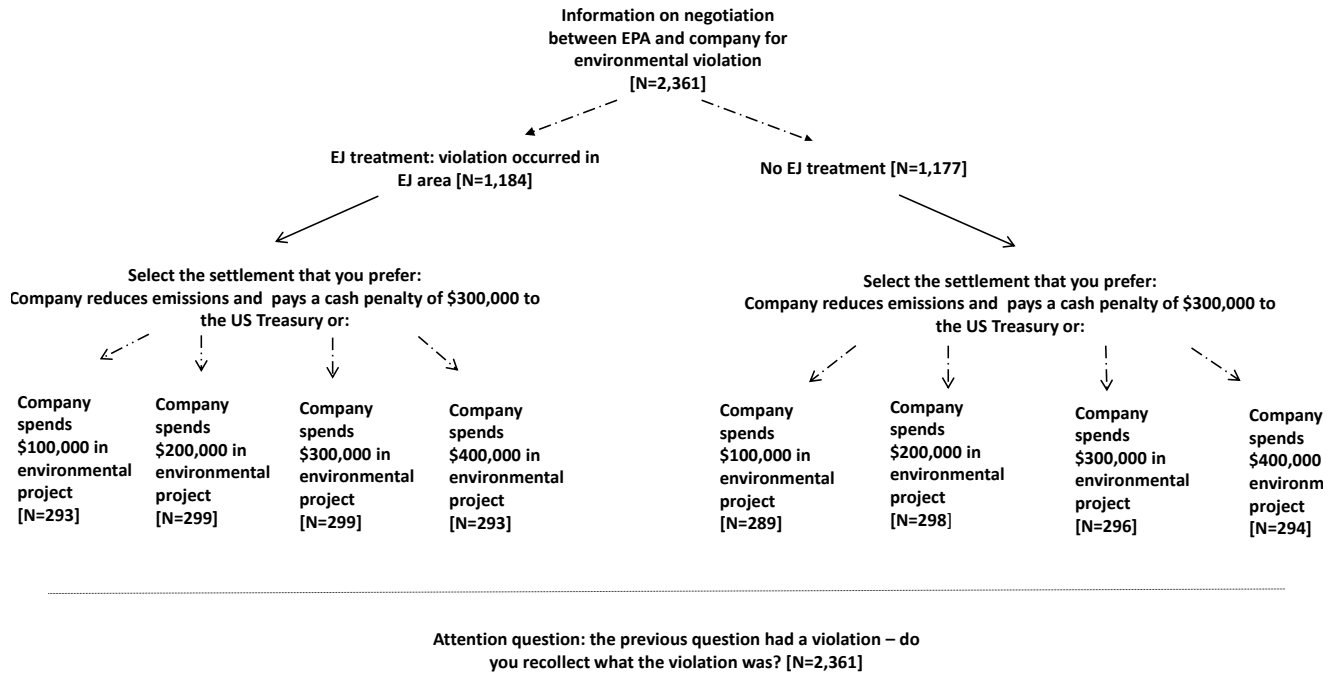 Information on negotiation
between EPA and company for
environmental violation
[N=2,361]
EJ treatment: violation occurred in
EJ area [N=1,184]
No EJ treatment [N=1,177]
Select the settlement that you prefer:
Company reduces emissions and  pays a cash penalty of $300,000 to
the US Treasury or:
Select the settlement that you prefer:
Company reduces emissions and  pays a cash penalty of $300,000 to
the US Treasury or:
Company
spends
$100,000 in
environmental
project
[N=293]
Company
spends
$200,000 in
environmental
project
[N=299]
Company
spends
$300,000 in
environmental
project
[N=299]
Company
spends
$400,000 in
environmental
project
[N=293]
Company
spends
$100,000 in
environmental
project
[N=289]
Company
spends
$200,000 in
environmental
project
[N=298]
Company
spends
$300,000 in
environmental
project
[N=296]
Company
spends
$400,000
environm
project
[N=294]
Attention question: the previous question had a violation – do
you recollect what the violation was? [N=2,361]